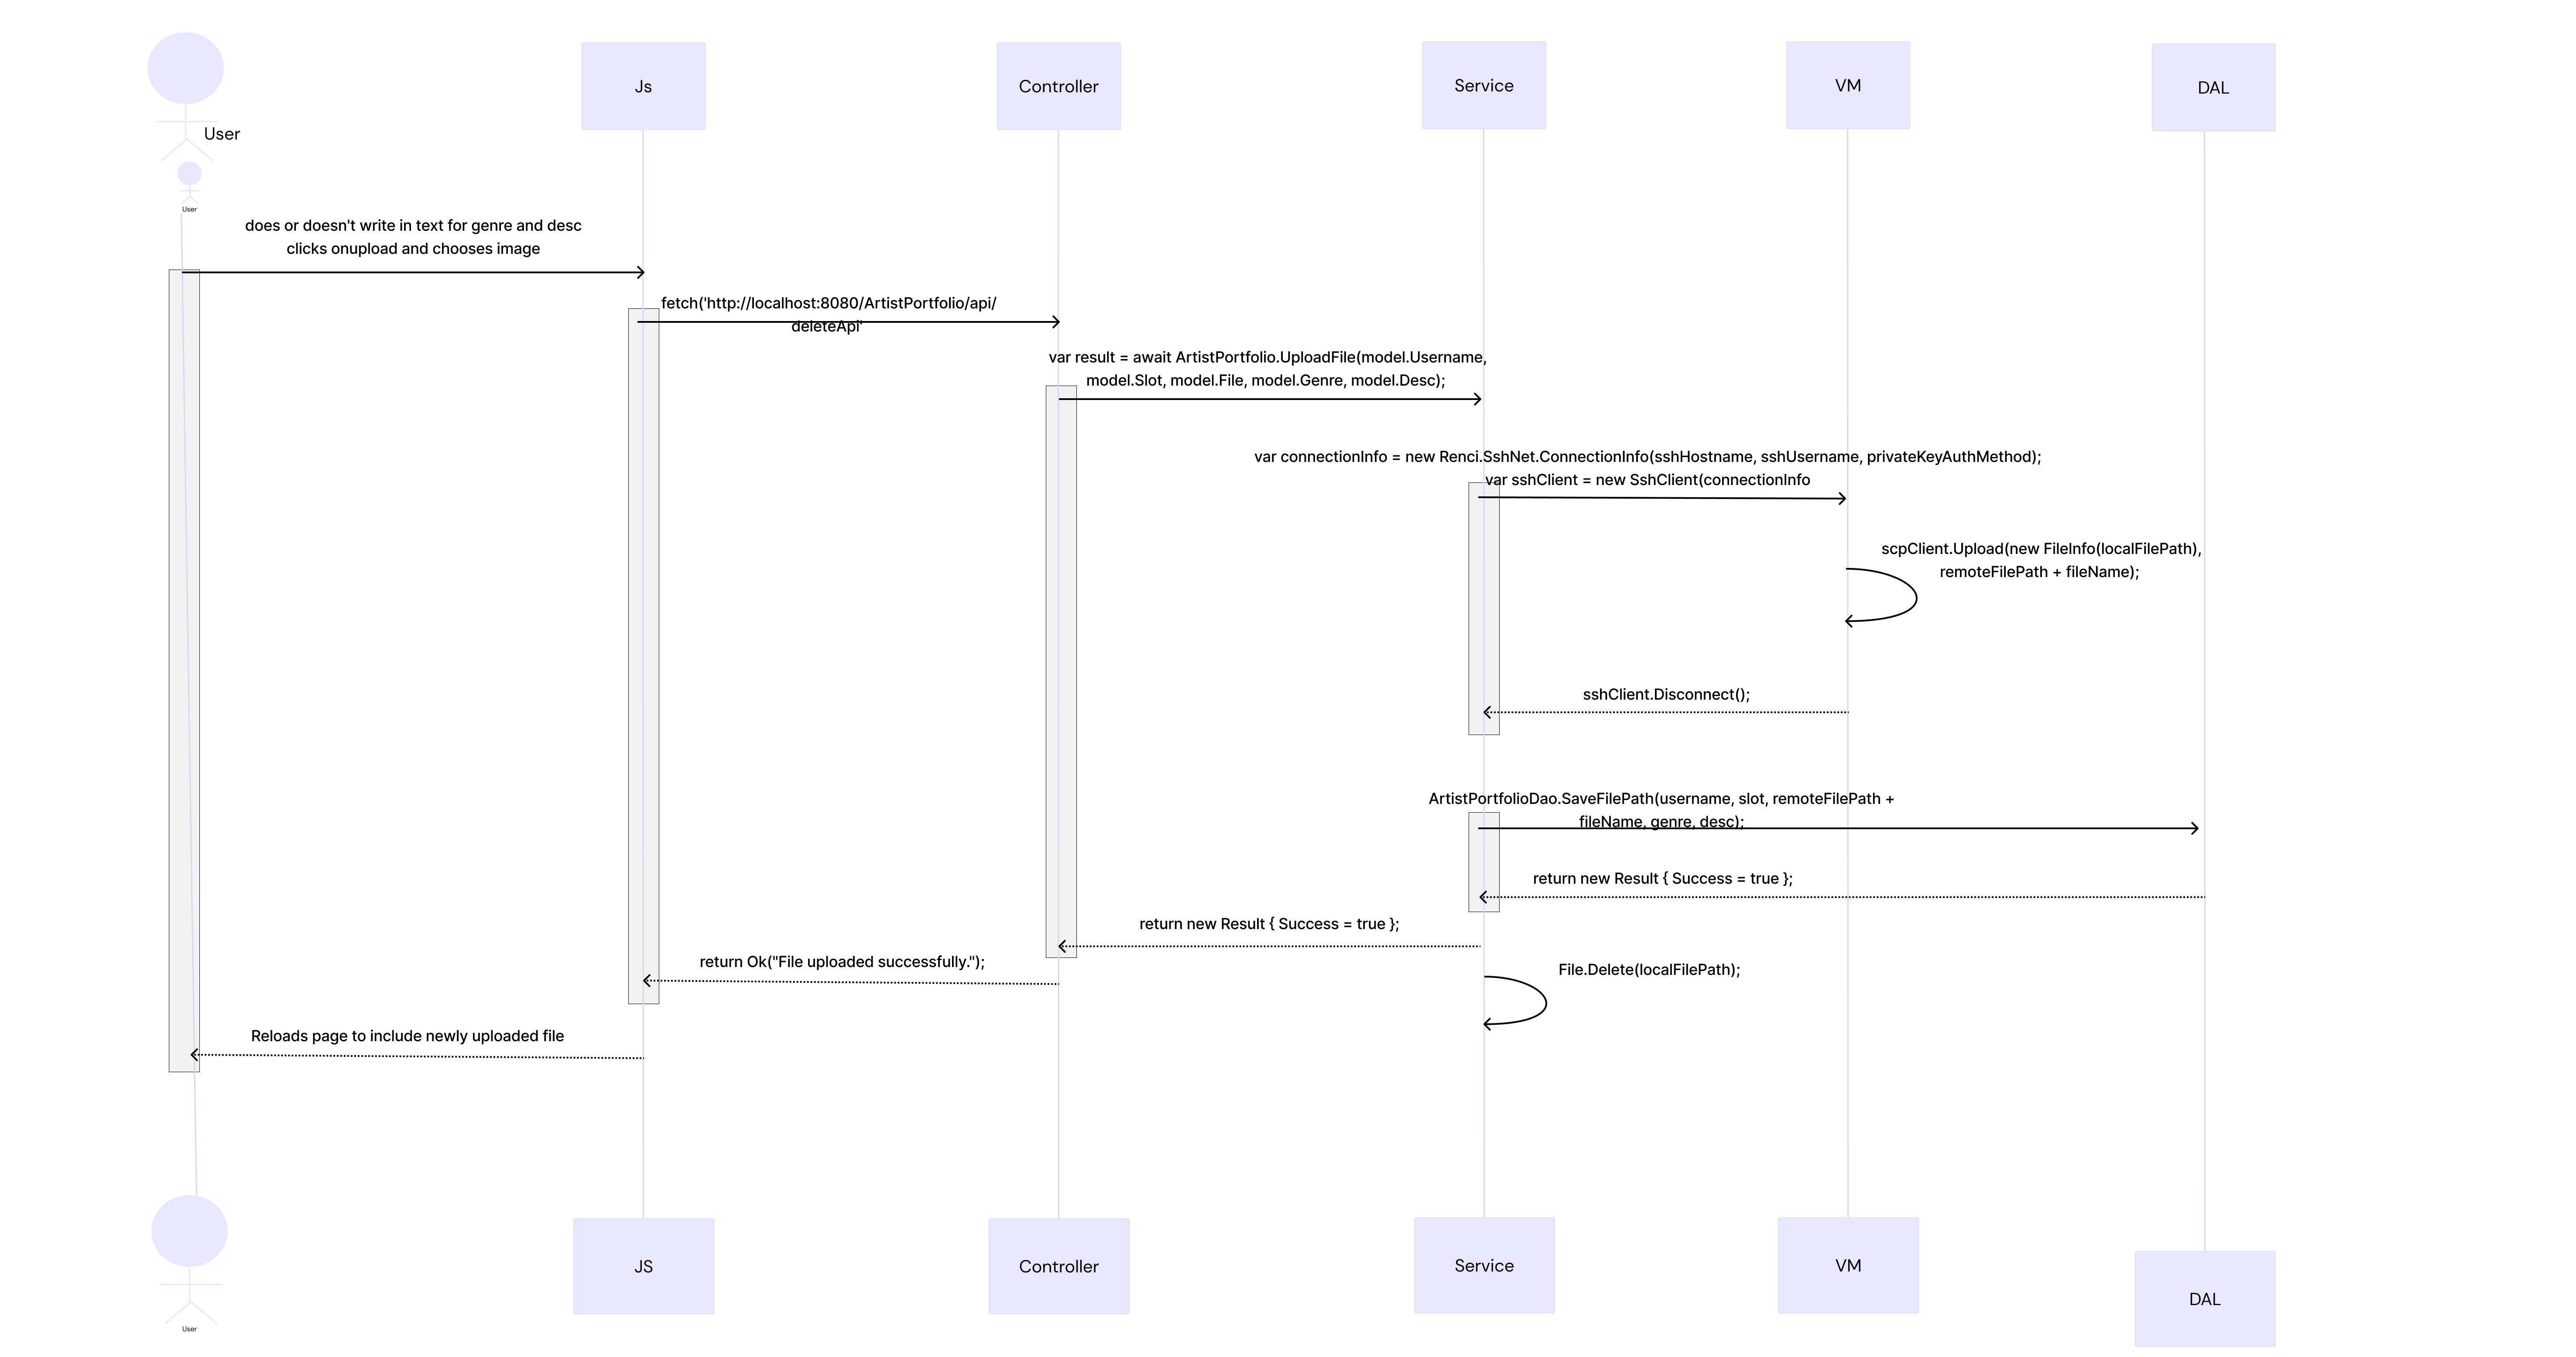 Js
Controller
Service
VM
DAL
User
User
does or doesn't write in text for genre and desc
clicks onupload and chooses image
fetch('http://localhost:8080/ArtistPortfolio/api/
deleteApi'
var result = await ArtistPortfolio.UploadFile(model.Username,
model.Slot, model.File, model.Genre, model.Desc);
var connectionInfo = new Renci.SshNet.ConnectionInfo(sshHostname, sshUsername, privateKeyAuthMethod);
var sshClient = new SshClient(connectionInfo
scpClient.Upload(new FileInfo(localFilePath),
remoteFilePath + fileName);
sshClient.Disconnect();
ArtistPortfolioDao.SaveFilePath(username, slot, remoteFilePath +
fileName, genre, desc);
return new Result { Success = true };
return new Result { Success = true };
return Ok("File uploaded successfully.");
File.Delete(localFilePath);
Reloads page to include newly uploaded file
JS
Controller
Service
VM
DAL
User